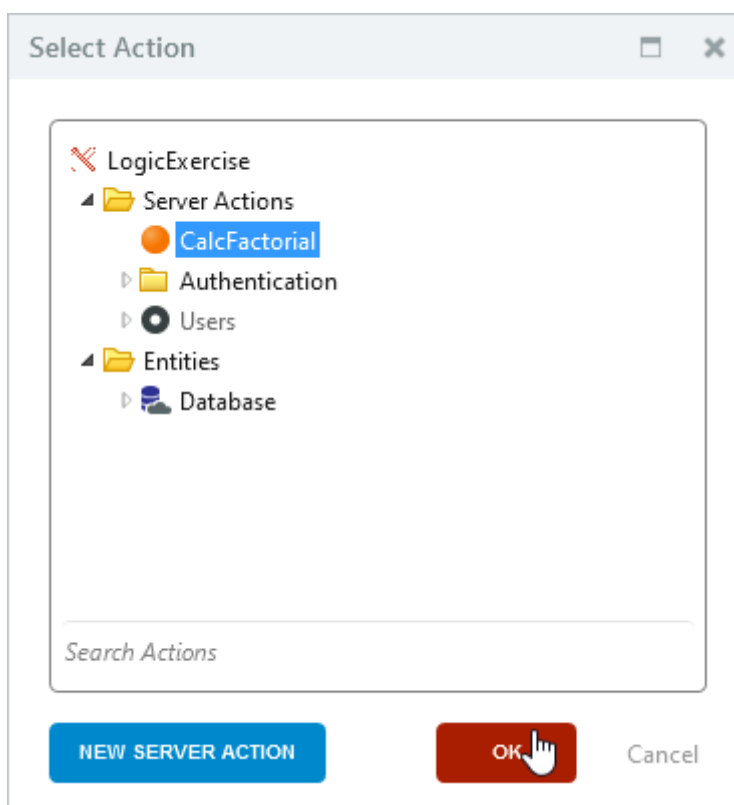 Select Action
LogicExercise
Server Actions
CalcFactorial
Authentication
Users
Entities
Database
Search Actions
NEW SERVER ACTION
OK
Cancel